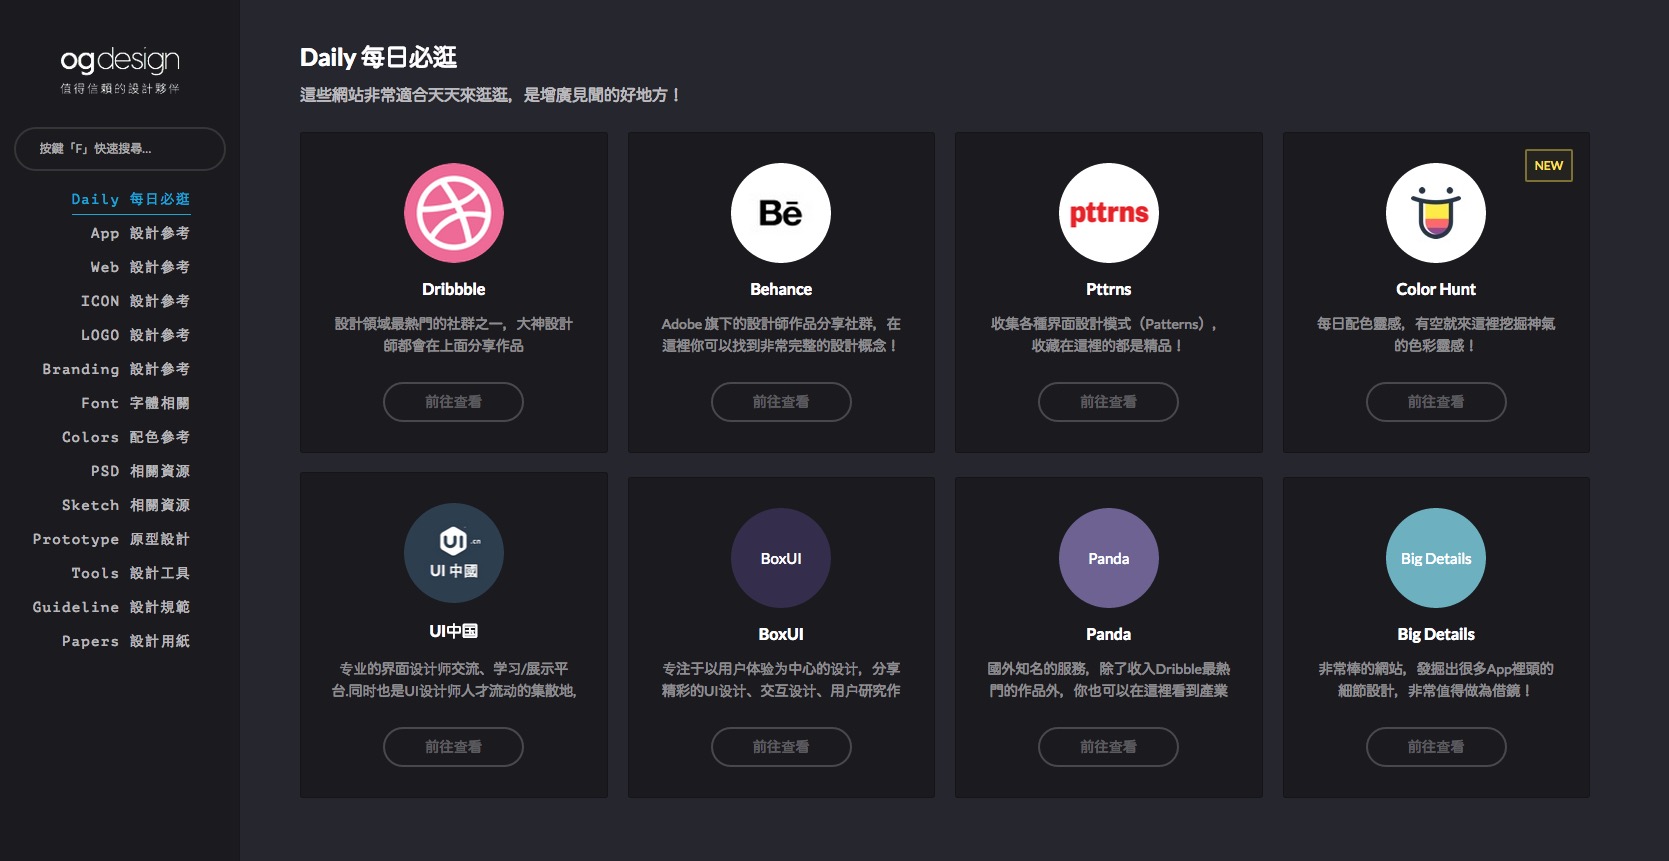 ogdesign
值得信賴的設計夥伴
按鍵「F」快速搜尋...
Daily 每日必逛
App 設計參考
Web 設計參考
ICON 設計參考
LOGO 設計參考
Branding 設計參考
Font 字體相關
Colors 配色參考
PSD 相關資源
Sketch 相關資源
Prototype 原型設計
Tools 設計工具
Guideline 設計規範
Papers 設計用紙
Daily 每日必逛
這些網站非常適合天天來逛逛，是增廣見聞的好地方！
Dribbble
設計領域最熱門的社群之一，大神設計
師都會在上面分享作品
前往查看
Bē
Behance
Adobe 旗下的設計師作品分享社群，在
這裡你可以找到非常完整的設計概念！
前往查看
pttrns
Pttrns
收集各種界面設計模式（Patterns），
收藏在這裡的都是精品！
前往查看
NEW
Color Hunt
每日配色靈感，有空就來這裡挖掘神氣
的色彩靈感！
前往查看
UI .cn
UI 中國
UI中国
专业的界面设计师交流、学习/展示平
台.同时也是UI设计师人才流动的集散地,
前往查看
BoxUI
BoxUI
专注于以用户体验为中心的设计，分享
精彩的UI设计、交互设计、用户研究作
前往查看
Panda
Panda
國外知名的服務，除了收入Dribble最熱
門的作品外，你也可以在這裡看到產業
前往查看
Big Details
Big Details
非常棒的網站，發掘出很多App裡頭的
細節設計，非常值得做為借鏡！
前往查看